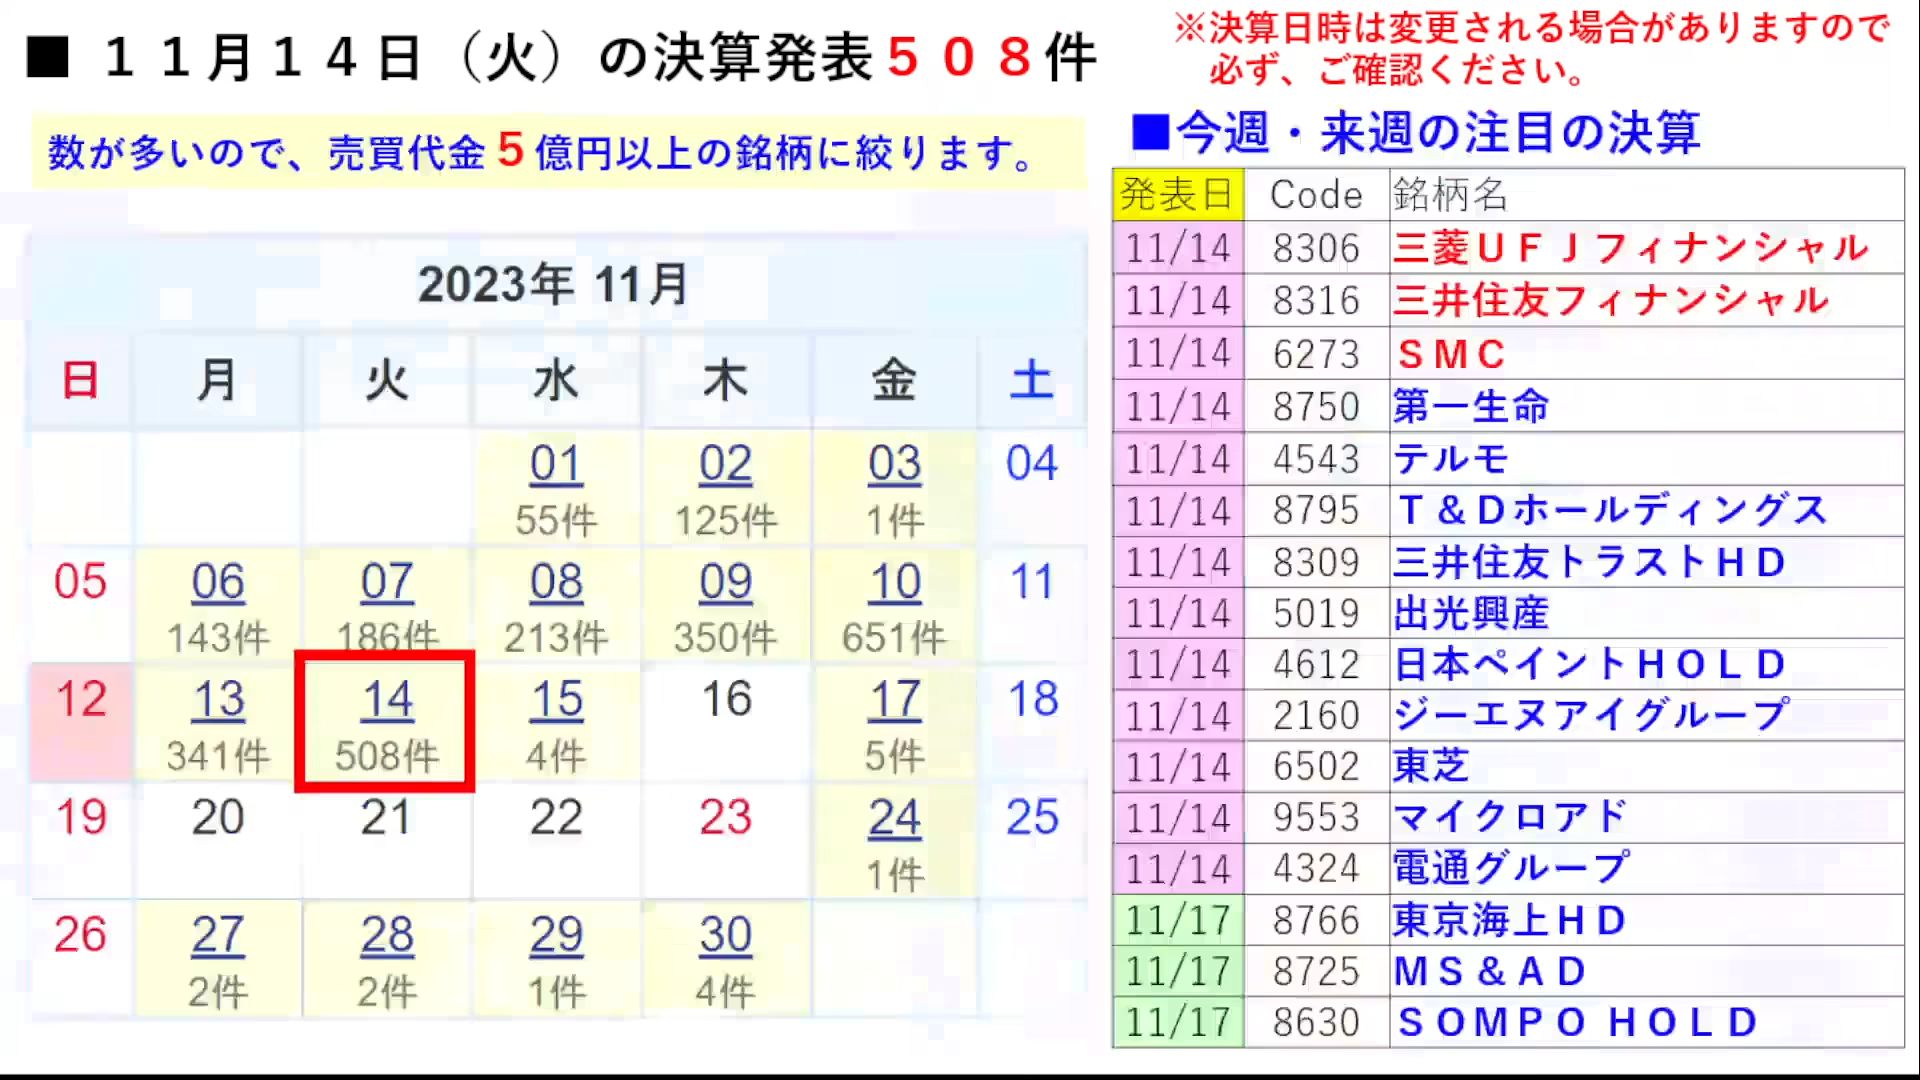 ■ １１月１４日（火）の決算発表５０８件
数が多いので、売買代金５億円以上の銘柄に絞ります。
2023年 11月
日 月 火 水 木 金 土
01 02 03 04
55件 125件 1件
05 06 07 08 09 10 11
143件 186件 213件 350件 651件
12 13 14 15 16 17 18
341件 508件 4件 5件
19 20 21 22 23 24 25
1件
26 27 28 29 30
2件 2件 1件 4件
※決算日時は変更される場合がありますので
必ず、ご確認ください。
■今週・来週の注目の決算
発表日 Code 銘柄名
11/14 8306 三菱ＵＦＪフィナンシャル
11/14 8316 三井住友フィナンシャル
11/14 6273 ＳＭＣ
11/14 8750 第一生命
11/14 4543 テルモ
11/14 8795 Ｔ＆Ｄホールディングス
11/14 8309 三井住友トラストＨＤ
11/14 5019 出光興産
11/14 4612 日本ペイントＨＯＬＤ
11/14 2160 ジーエヌアイグループ
11/14 6502 東芝
11/14 9553 マイクロアド
11/14 4324 電通グループ
11/17 8766 東京海上ＨＤ
11/17 8725 ＭＳ＆ＡＤ
11/17 8630 ＳＯＭＰＯ ＨＯＬＤ